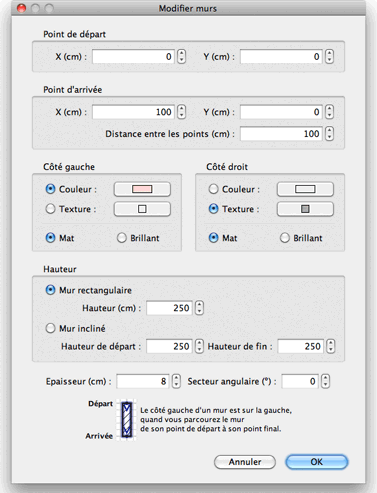 Modifier murs
Point de départ
X (cm) : 0 Y (cm) : 0
Point d'arrivée
X (cm) : 100 Y (cm) : 0
Distance entre les points (cm) : 100
Côté gauche Côté droit
Couleur : Couleur :
Texture : Texture :
Mat Brillant Mat Brillant
Hauteur
Mur rectangulaire
Hauteur (cm) : 250
Mur incliné
Hauteur de départ : 250 Hauteur de fin : 250
Epaisseur (cm) : 8 Secteur angulaire (°) : 0
Départ
Le côté gauche d'un mur est sur la gauche,
quand vous parcourez le mur
de son point de départ à son point final.
Arrivée
Annuler OK